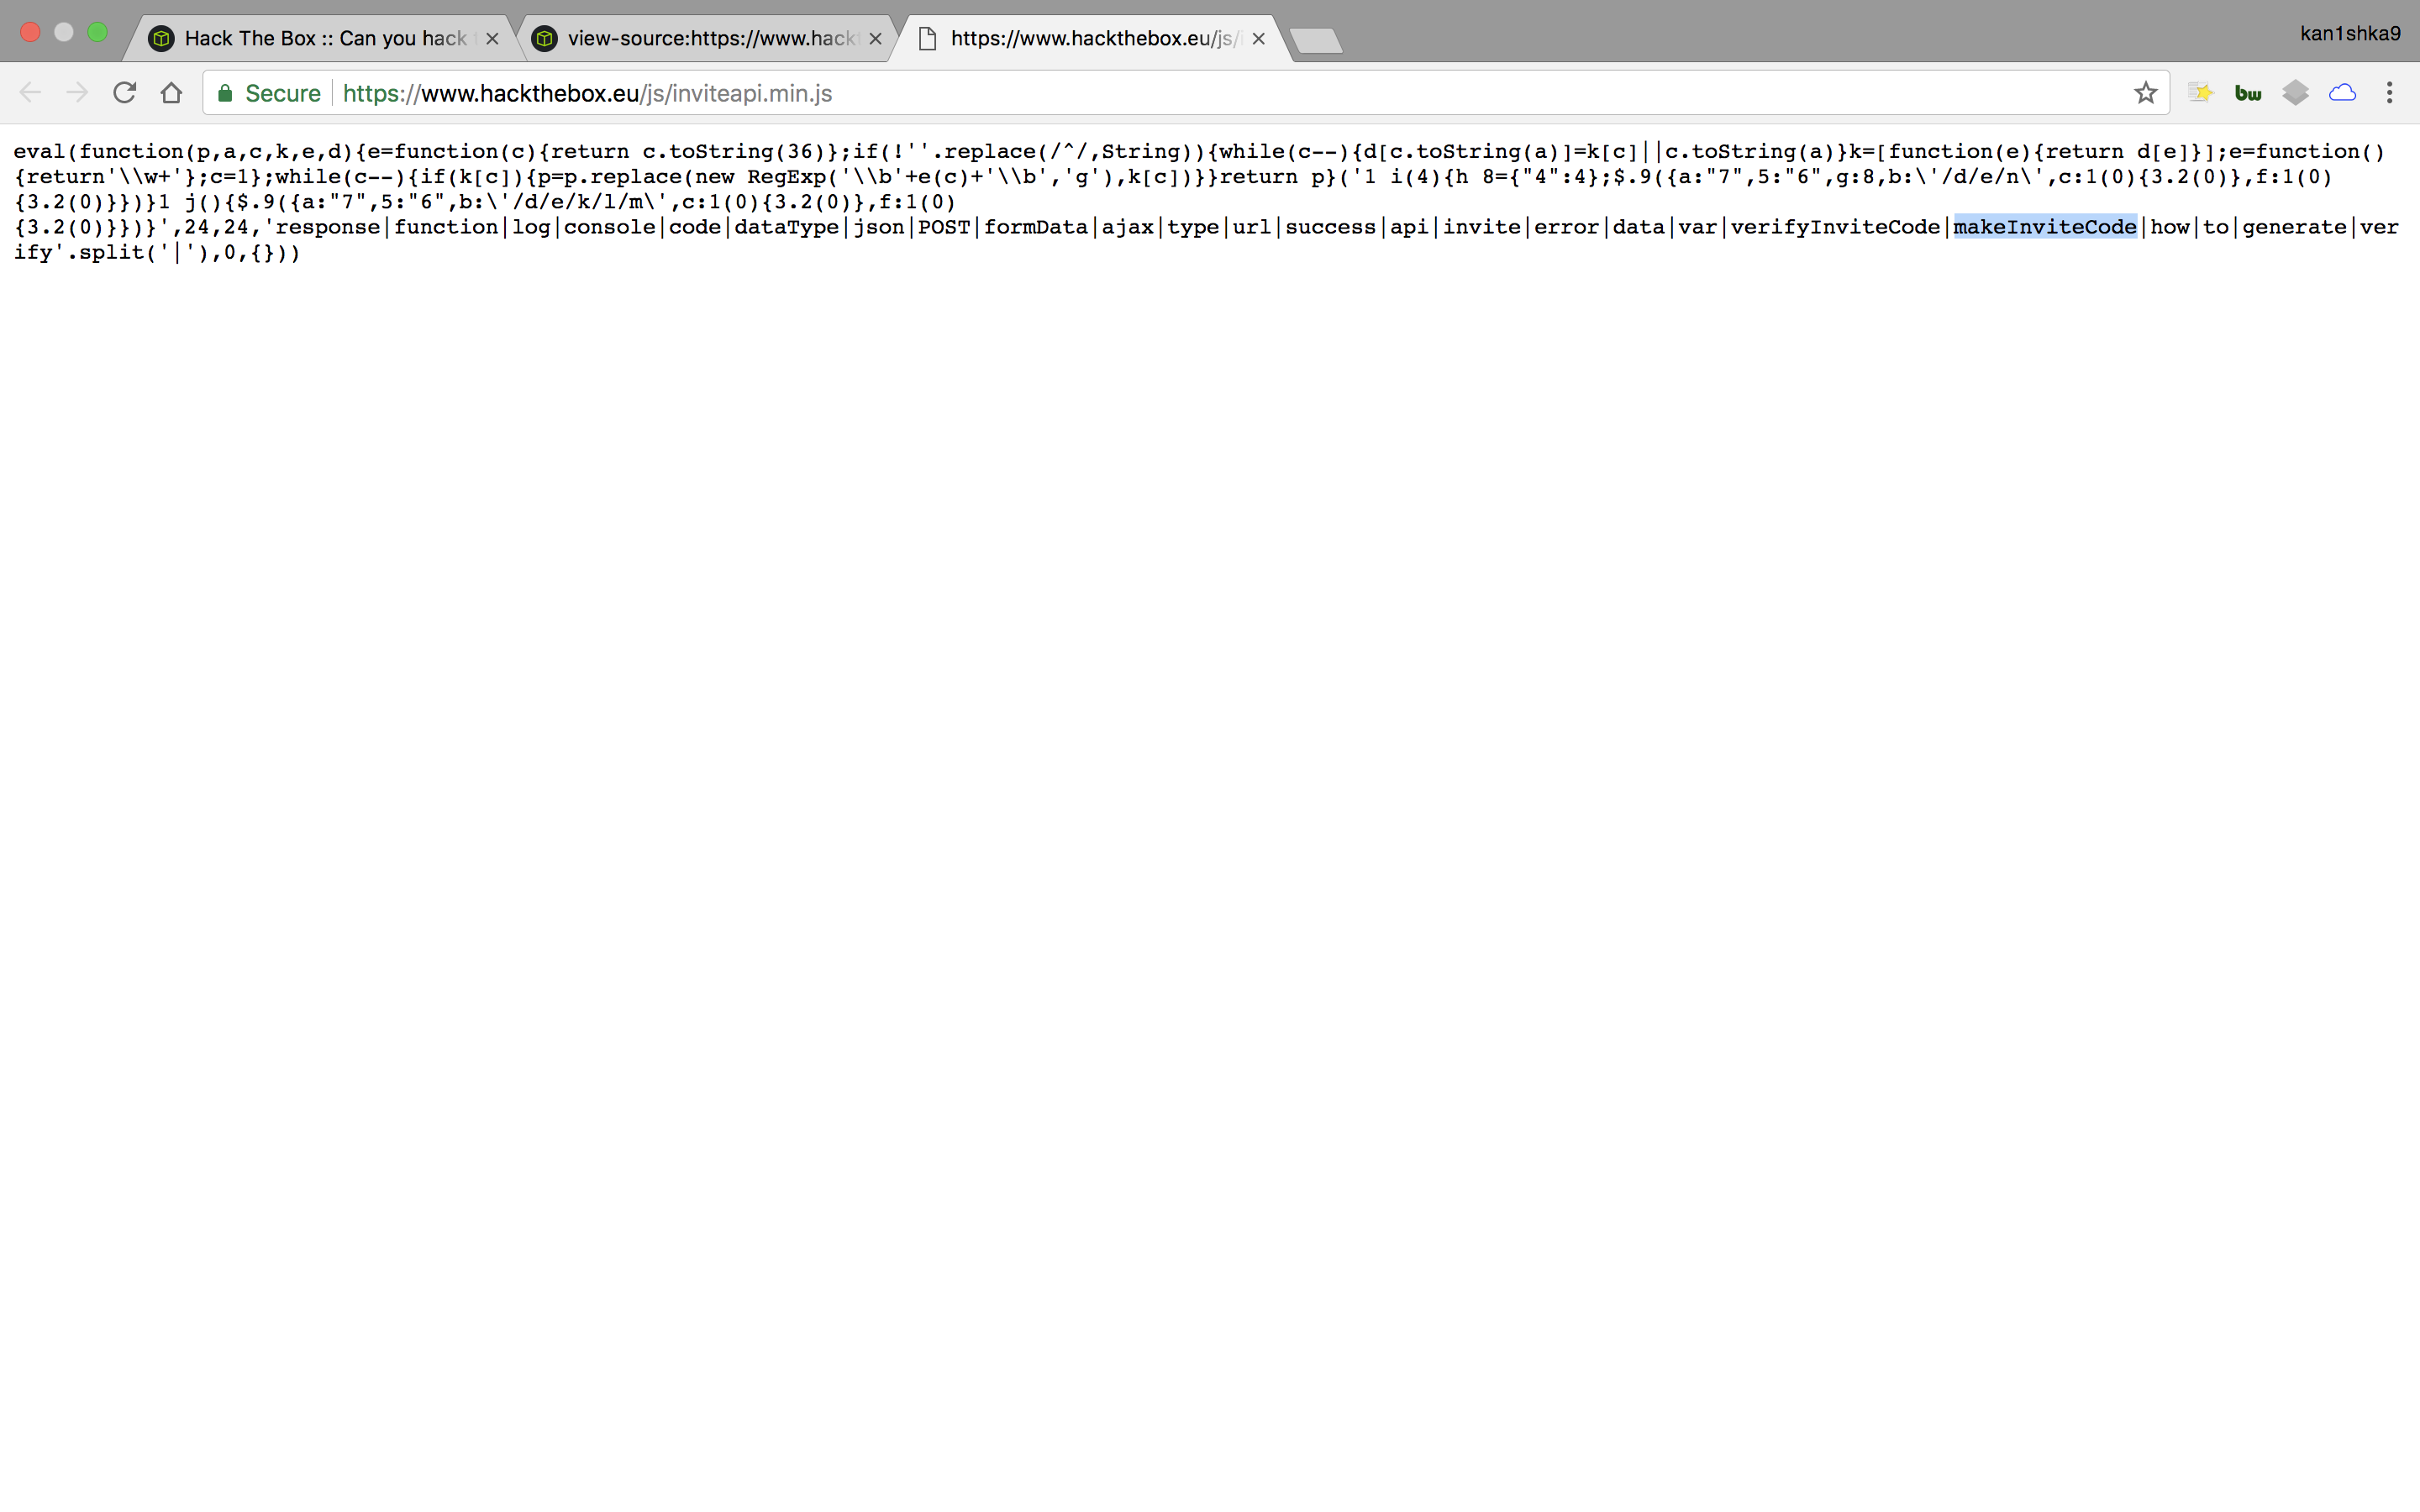 Hack The Box :: Can you hack
view-source:https://www.hack
https://www.hackthebox.eu/js/
kan1shka9
Secure
https://www.hackthebox.eu/js/inviteapi.min.js
bw
eval(function(p,a,c,k,e,d){e=function(c){return c.toString(36)};if(!''.replace(/^/,String)){while(c--){d[c.toString(a)]=k[c]||c.toString(a)}k=[function(e){return d[e]}];e=function()
{return'\\w+'};c=1};while(c--){if(k[c]){p=p.replace(new RegExp('\\b'+e(c)+'\\b','g'),k[c])}}return p}('1 i(4){h 8={"4":4};$.9({a:"7",5:"6",g:8,b:\'/d/e/n\',c:1(0){3.2(0)},f:1(0)
{3.2(0)}})}1 j(){$.9({a:"7",5:"6",b:\'/d/e/k/l/m\',c:1(0){3.2(0)},f:1(0)
{3.2(0)}})}',24,24,'response|function|log|console|code|dataType|json|POST|formData|ajax|type|url|success|api|invite|error|data|var|verifyInviteCode|makeInviteCode|how|to|generate|ver
ify'.split('|'),0,{}))